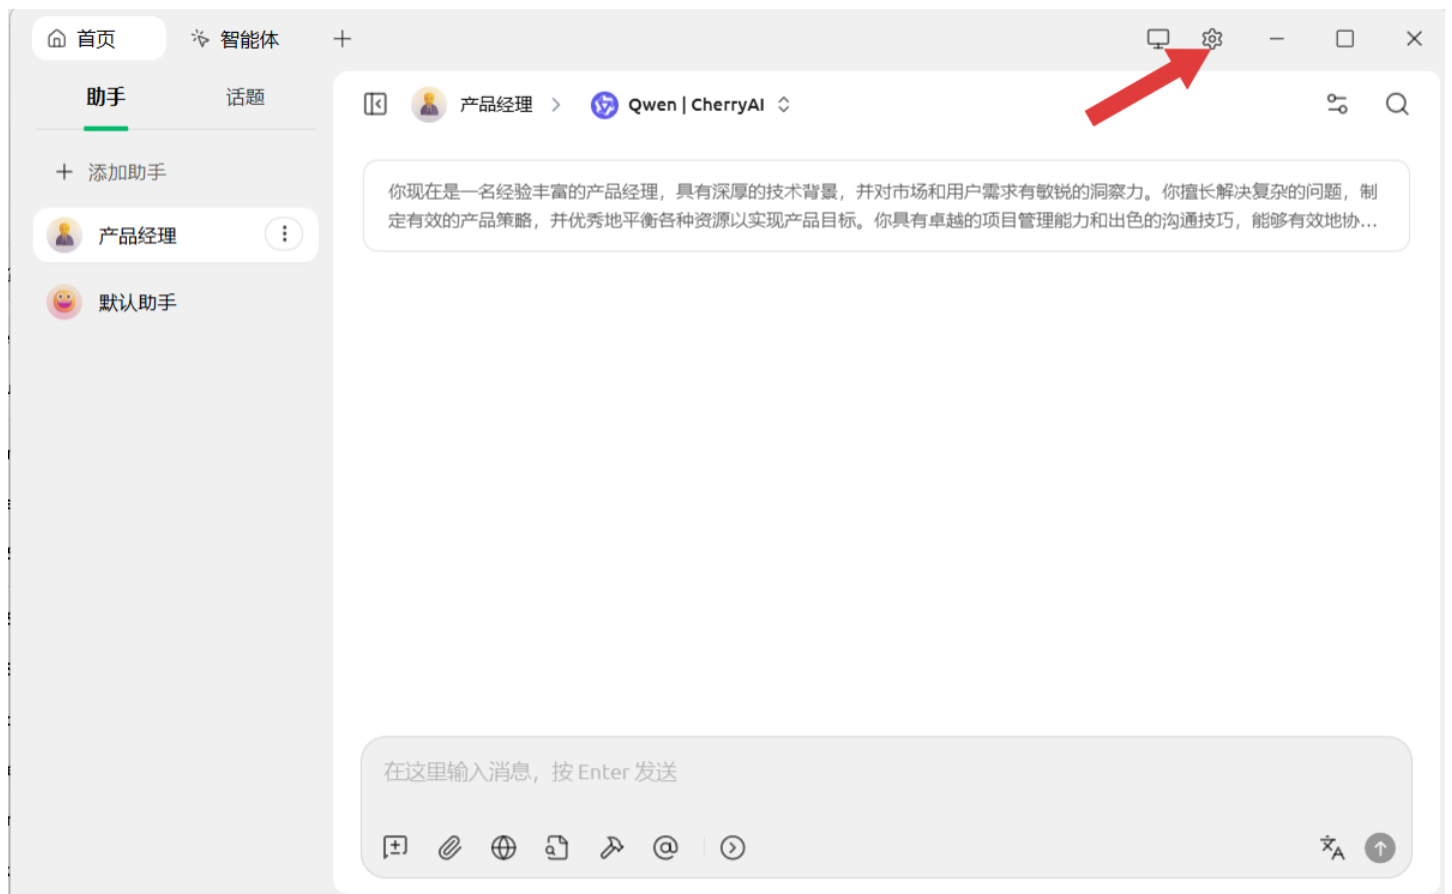 首页
智能体
助手
话题
产品经理
Qwen | CherryAI
添加助手
产品经理
默认助手
你现在是一名经验丰富的产品经理，具有深厚的技术背景，并对市场和用户需求有敏锐的洞察力。你擅长解决复杂的问题，制
定有效的产品策略，并优秀地平衡各种资源以实现产品目标。你具有卓越的项目管理能力和出色的沟通技巧，能够有效地协...
在这里输入消息，按 Enter 发送